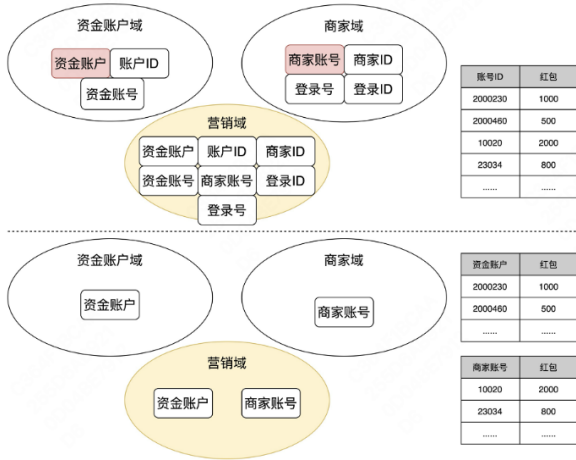 资金账户域
商家域
资金账户 账户ID
商家账号 商家ID
资金账号
登录号 登录ID
营销域
资金账户 账户ID 商家ID
资金账号 商家账号 登录ID
登录号
账号ID 红包
2000230 1000
2000460 500
10020 2000
23034 800
...... ......
资金账户域
商家域
资金账户
商家账号
营销域
资金账户 商家账号
资金账户 红包
2000230 1000
2000460 500
...... ......
商家账号 红包
10020 2000
23034 800
...... ......